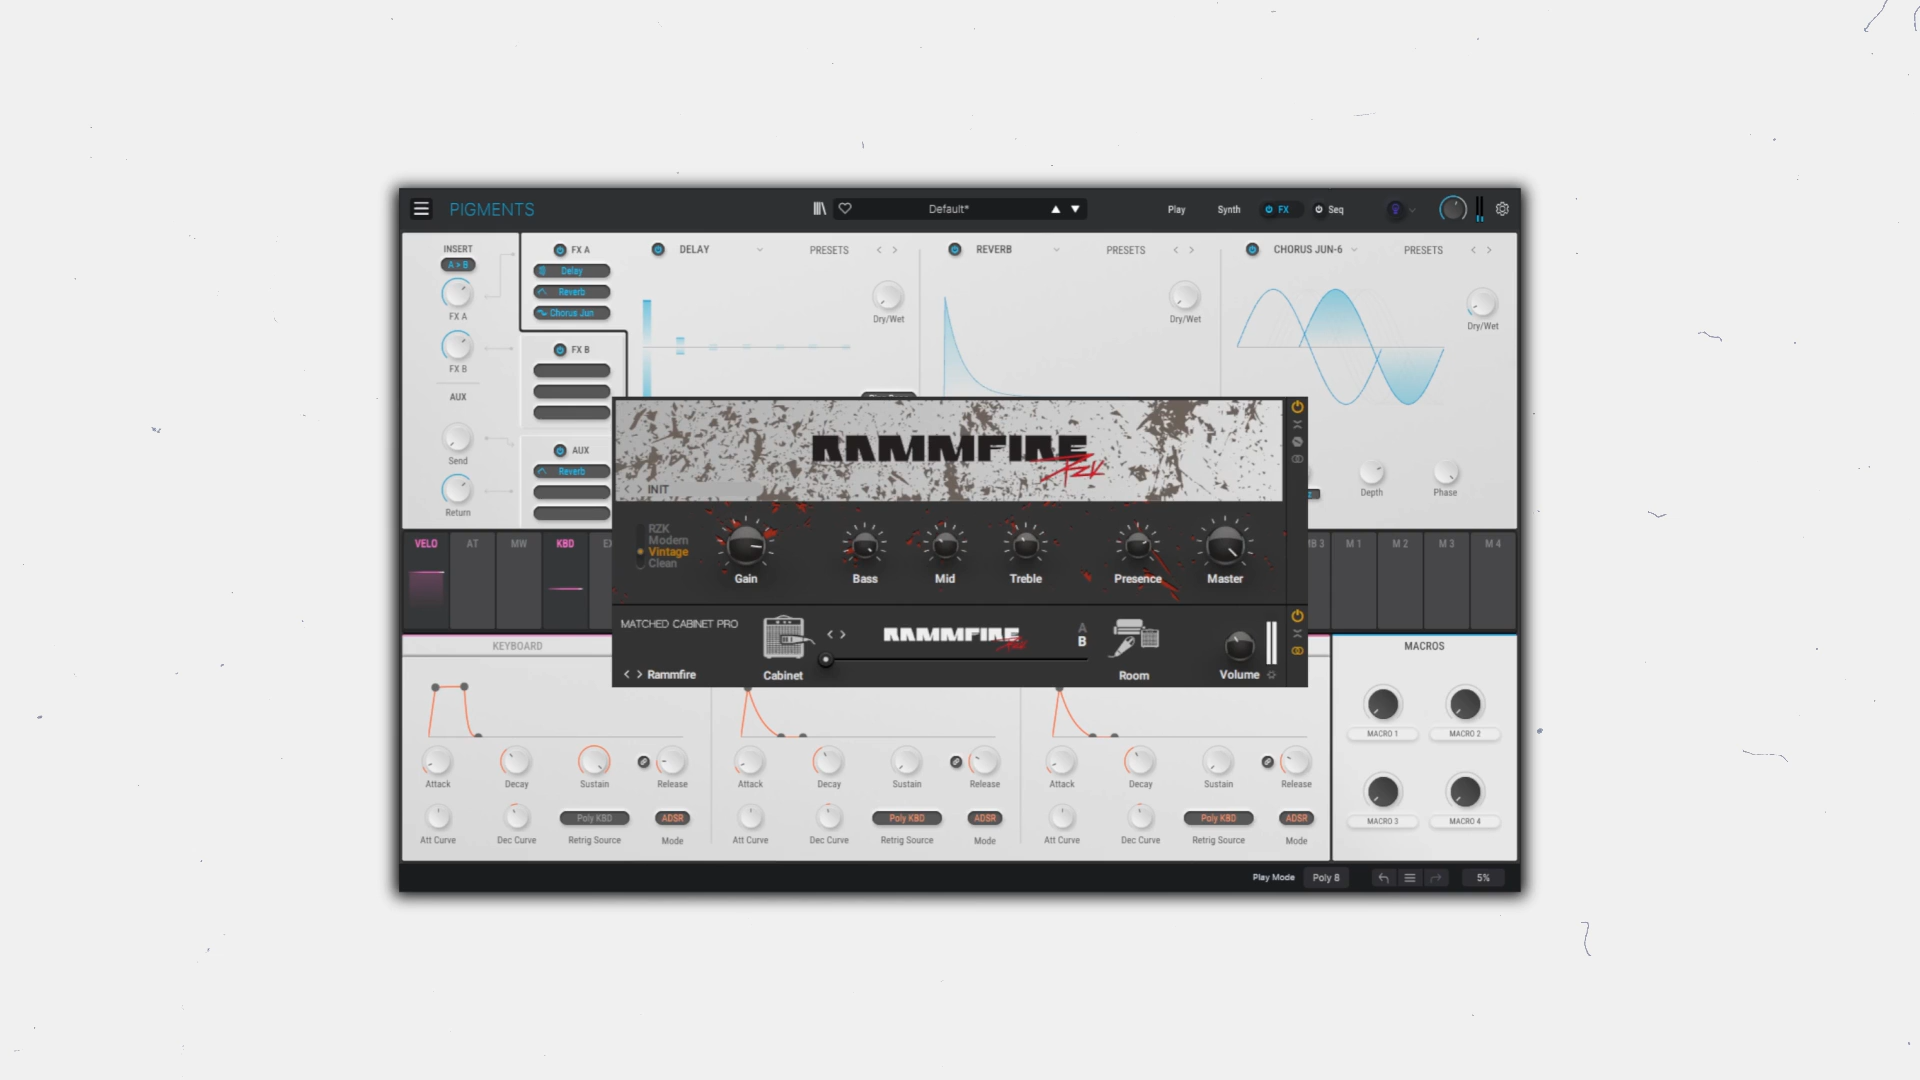 PIGMENTS
Default*
Play Synth FX Seq
INSERT
A > B
FX A
FX B
AUX
Send
Return
FX A
Delay
Reverb
Chorus Jun
FX B
AUX
Reverb
DELAY PRESETS
Dry/Wet
REVERB PRESETS
Dry/Wet
CHORUS JUN-6 PRESETS
Dry/Wet
Depth Phase
RAMMFIRE
RZK
INIT
RZK
Modern
Vintage
Clean
Gain Bass Mid Treble Presence Master
MATCHED CABINET PRO
RAMMFIRE
RZK
A
B
Rammfire
Cabinet
Room
Volume
VELO AT MW KBD
M 1 M 2 M 3 M 4
KEYBOARD
Attack Decay Sustain Release
Att Curve Dec Curve
Poly KBD
Retrig Source
ADSR
Mode
Attack Decay Sustain Release
Att Curve Dec Curve
Poly KBD
Retrig Source
ADSR
Mode
Attack Decay Sustain Release
Att Curve Dec Curve
Poly KBD
Retrig Source
ADSR
Mode
MACROS
MACRO 1 MACRO 2
MACRO 3 MACRO 4
Play Mode Poly 8 5%